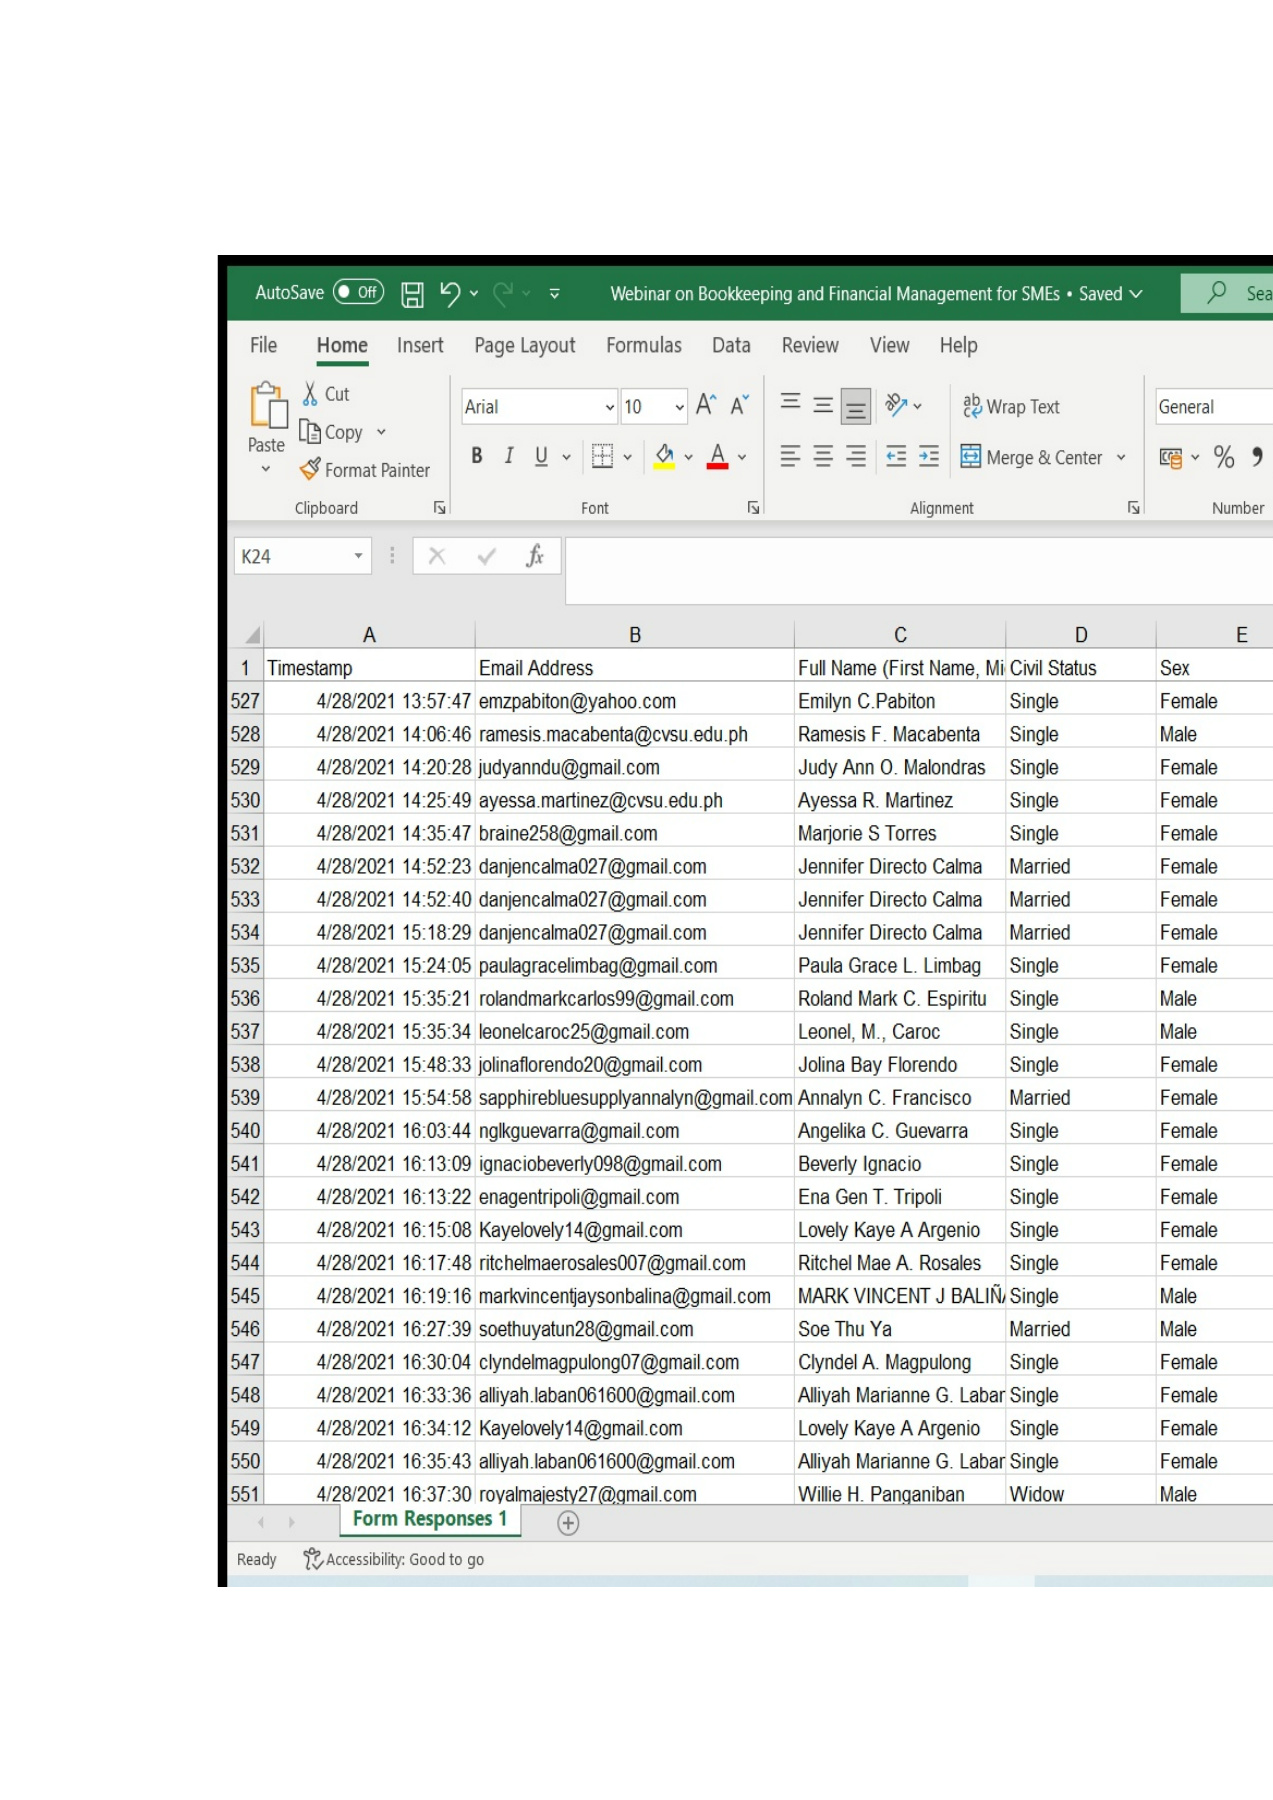 AutoSave Off Webinar on Bookkeeping and Financial Management for SMEs • Saved Sea
File Home Insert Page Layout Formulas Data Review View Help
Cut
Copy
Paste
Format Painter
Arial 10
B I U A
Wrap Text
Merge & Center
General
%
Clipboard Font Alignment Number
K24 fx
A B C D E
1 Timestamp Email Address Full Name (First Name, Mi Civil Status Sex
527 4/28/2021 13:57:47 emzpabiton@yahoo.com Emilyn C.Pabiton Single Female
528 4/28/2021 14:06:46 ramesis.macabenta@cvsu.edu.ph Ramesis F. Macabenta Single Male
529 4/28/2021 14:20:28 judyanndu@gmail.com Judy Ann O. Malondras Single Female
530 4/28/2021 14:25:49 ayessa.martinez@cvsu.edu.ph Ayessa R. Martinez Single Female
531 4/28/2021 14:35:47 braine258@gmail.com Marjorie S Torres Single Female
532 4/28/2021 14:52:23 danjencalma027@gmail.com Jennifer Directo Calma Married Female
533 4/28/2021 14:52:40 danjencalma027@gmail.com Jennifer Directo Calma Married Female
534 4/28/2021 15:18:29 danjencalma027@gmail.com Jennifer Directo Calma Married Female
535 4/28/2021 15:24:05 paulagracelimbag@gmail.com Paula Grace L. Limbag Single Female
536 4/28/2021 15:35:21 rolandmarkcarlos99@gmail.com Roland Mark C. Espiritu Single Male
537 4/28/2021 15:35:34 leonelcaroc25@gmail.com Leonel, M., Caroc Single Male
538 4/28/2021 15:48:33 jolinaflorendo20@gmail.com Jolina Bay Florendo Single Female
539 4/28/2021 15:54:58 sapphirebluesupplyannalyn@gmail.com Annalyn C. Francisco Married Female
540 4/28/2021 16:03:44 nglkguevarra@gmail.com Angelika C. Guevarra Single Female
541 4/28/2021 16:13:09 ignaciobeverly098@gmail.com Beverly Ignacio Single Female
542 4/28/2021 16:13:22 enagentripoli@gmail.com Ena Gen T. Tripoli Single Female
543 4/28/2021 16:15:08 Kayelovely14@gmail.com Lovely Kaye A Argenio Single Female
544 4/28/2021 16:17:48 ritchelmaerosales007@gmail.com Ritchel Mae A. Rosales Single Female
545 4/28/2021 16:19:16 markvincentjaysonbalina@gmail.com MARK VINCENT J BALIÑ Single Male
546 4/28/2021 16:27:39 soethuyatun28@gmail.com Soe Thu Ya Married Male
547 4/28/2021 16:30:04 clyndelmagpulong07@gmail.com Clyndel A. Magpulong Single Female
548 4/28/2021 16:33:36 alliyah.laban061600@gmail.com Alliyah Marianne G. Laban Single Female
549 4/28/2021 16:34:12 Kayelovely14@gmail.com Lovely Kaye A Argenio Single Female
550 4/28/2021 16:35:43 alliyah.laban061600@gmail.com Alliyah Marianne G. Laban Single Female
551 4/28/2021 16:37:30 royalmajesty27@gmail.com Willie H. Panganiban Widow Male
Form Responses 1
Ready Accessibility: Good to go